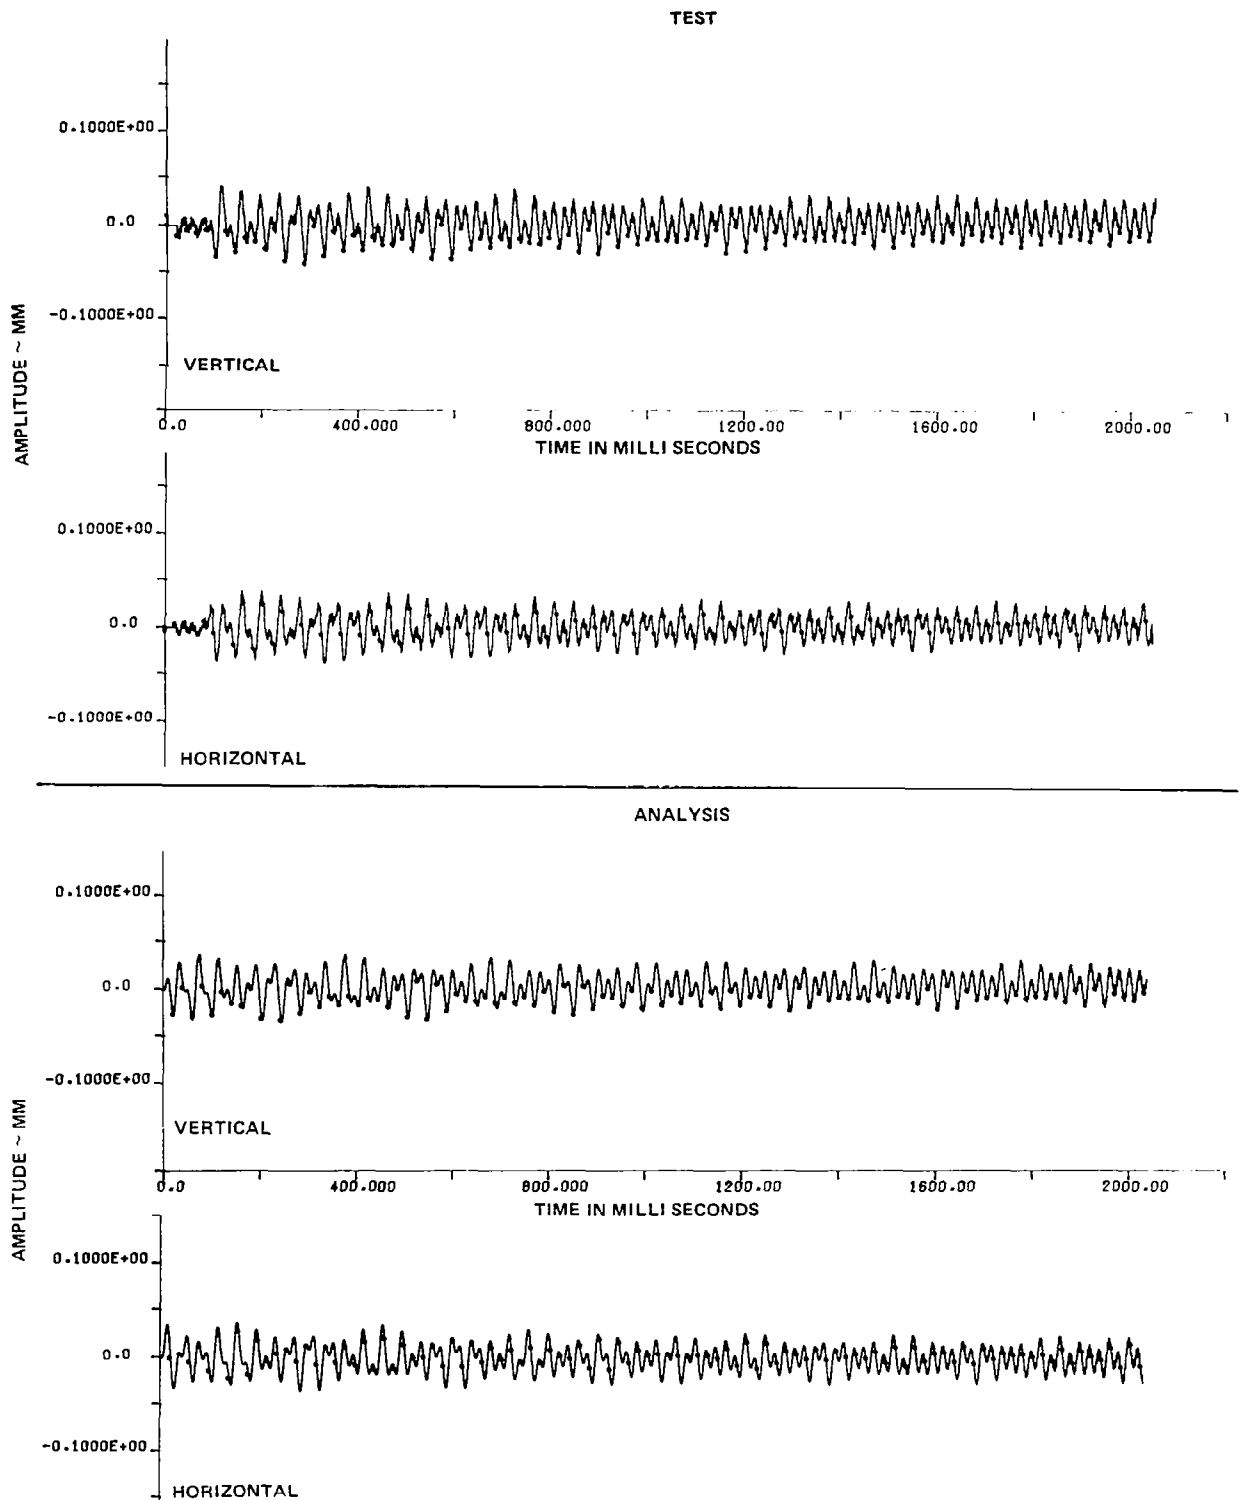 TEST
0.1000E+00
0.0
-0.1000E+00
VERTICAL
AMPLITUDE ~ MM
0.0 400.000 800.000 1200.00 1600.00 2000.00
TIME IN MILLI SECONDS
0.1000E+00
0.0
-0.1000E+00
HORIZONTAL
ANALYSIS
0.1000E+00
0.0
-0.1000E+00
VERTICAL
AMPLITUDE ~ MM
0.0 400.000 800.000 1200.00 1600.00 2000.00
TIME IN MILLI SECONDS
0.1000E+00
0.0
-0.1000E+00
HORIZONTAL